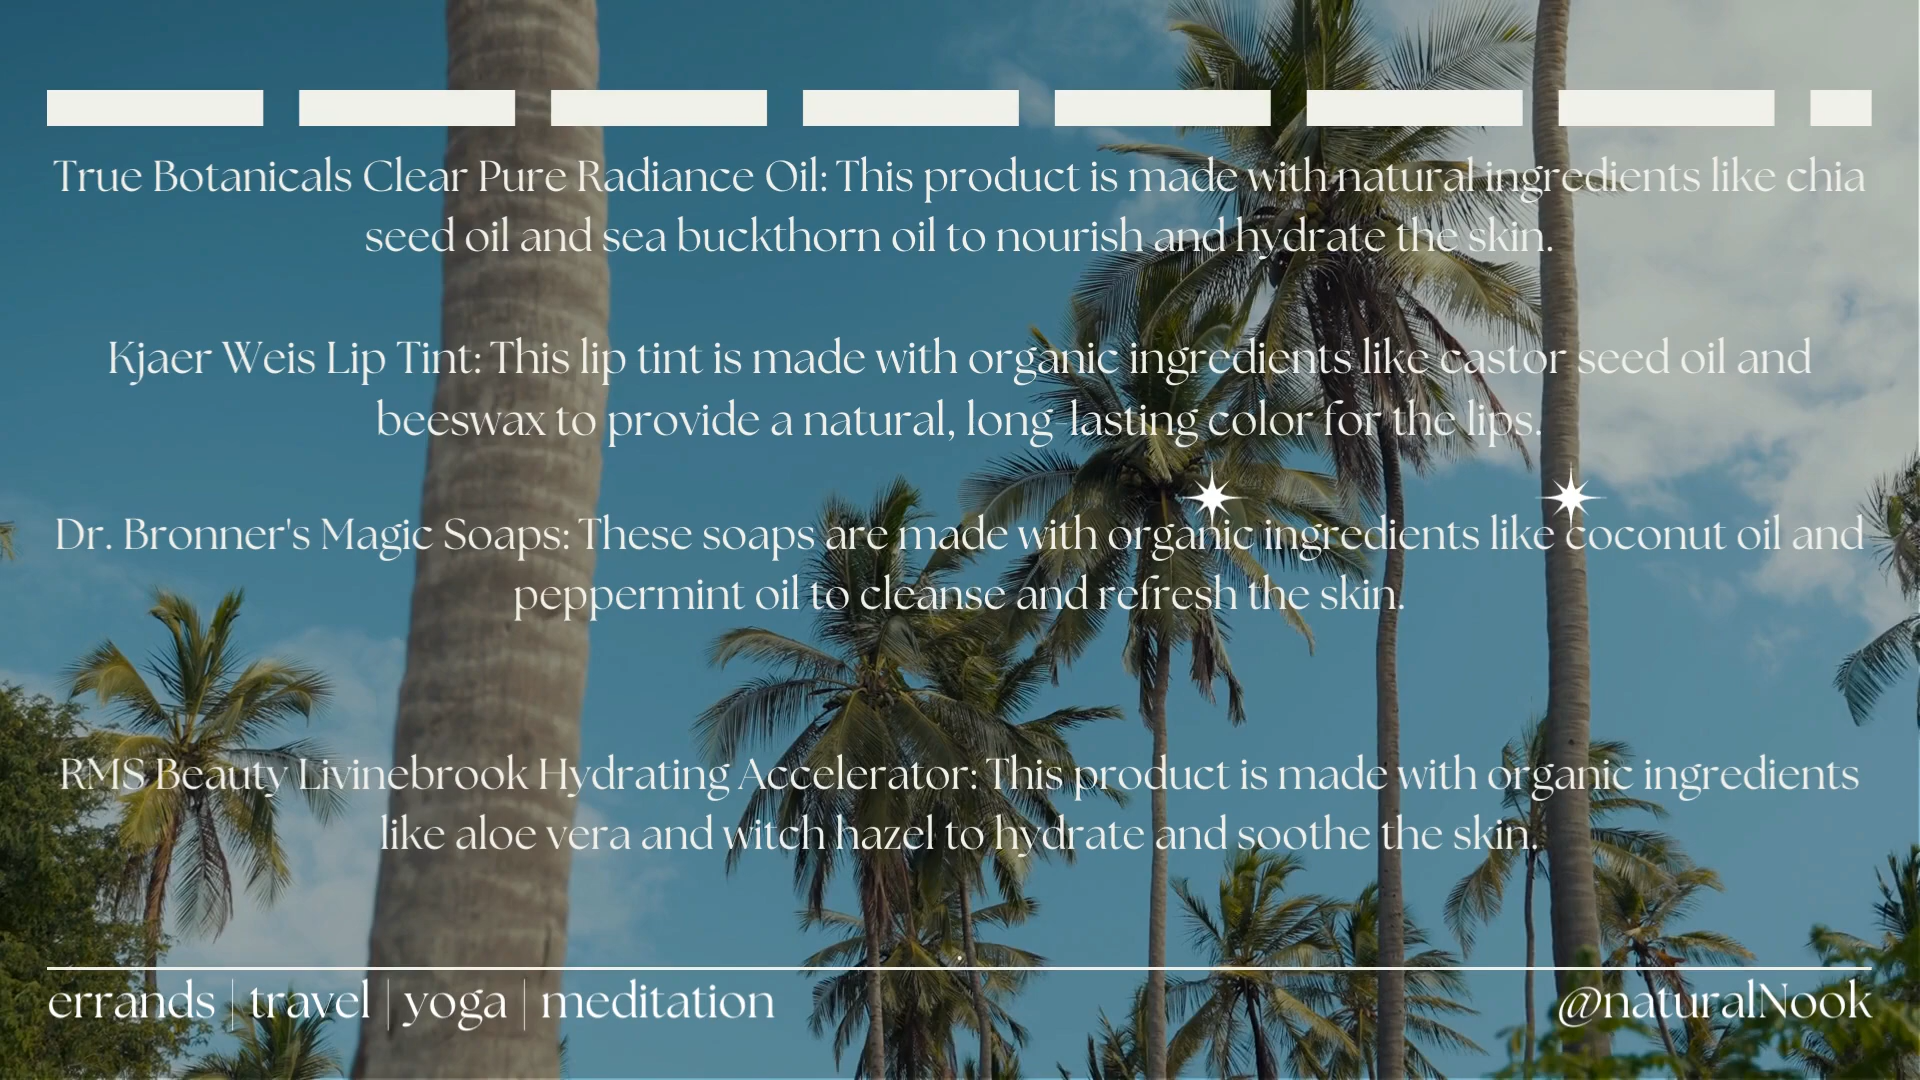 True Botanicals Clear Pure Radiance Oil: This product is made with natural ingredients like chia
seed oil and sea buckthorn oil to nourish and hydrate the skin.
Kjaer Weis Lip Tint: This lip tint is made with organic ingredients like castor seed oil and
beeswax to provide a natural, long-lasting color for the lips.
Dr. Bronner's Magic Soaps: These soaps are made with organic ingredients like coconut oil and
peppermint oil to cleanse and refresh the skin.
RMS Beauty Livinebrook Hydrating Accelerator: This product is made with organic ingredients
like aloe vera and witch hazel to hydrate and soothe the skin.
.
errands | travel | yoga | meditation
@naturalNook